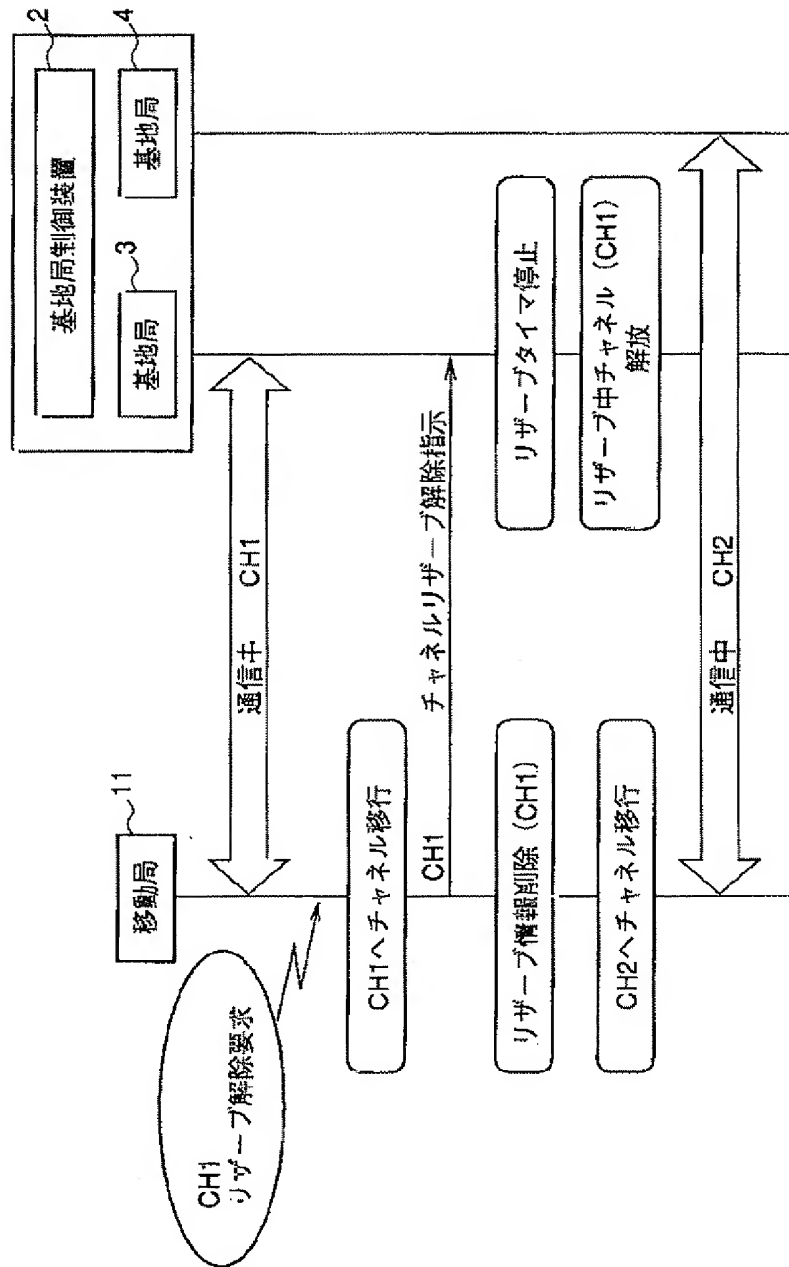 移動局
11
基地局制御装置
2
基地局
3
基地局
4
通信中 CH1
CH1
リザーブ解除要求
CH1へチャネル移行
CH1 チャネルリザーブ解除指示
リザーブ情報削除 (CH1)
リザーブタイマ停止
リザーブ中チャネル (CH1)
解放
CH2へチャネル移行
通信中 CH2